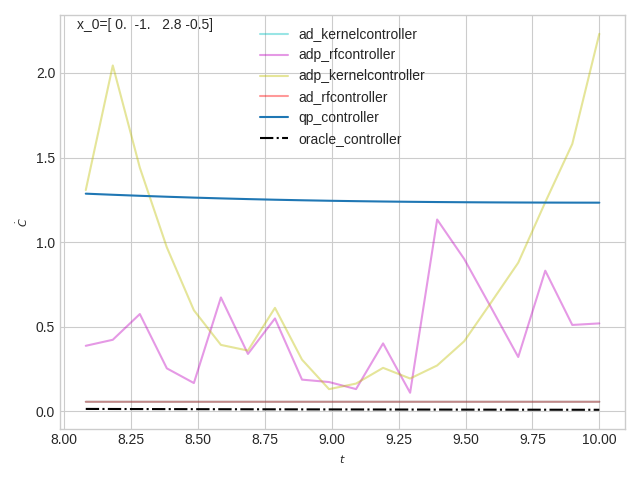 x_0=[ 0. -1. 2.8 -0.5]
ad_kernelcontroller
adp_rfcontroller
adp_kernelcontroller
ad_rfcontroller
qp_controller
oracle_controller
2.0
1.5
1.0
0.5
0.0
Ċ
8.00 8.25 8.50 8.75 9.00 9.25 9.50 9.75 10.00
t